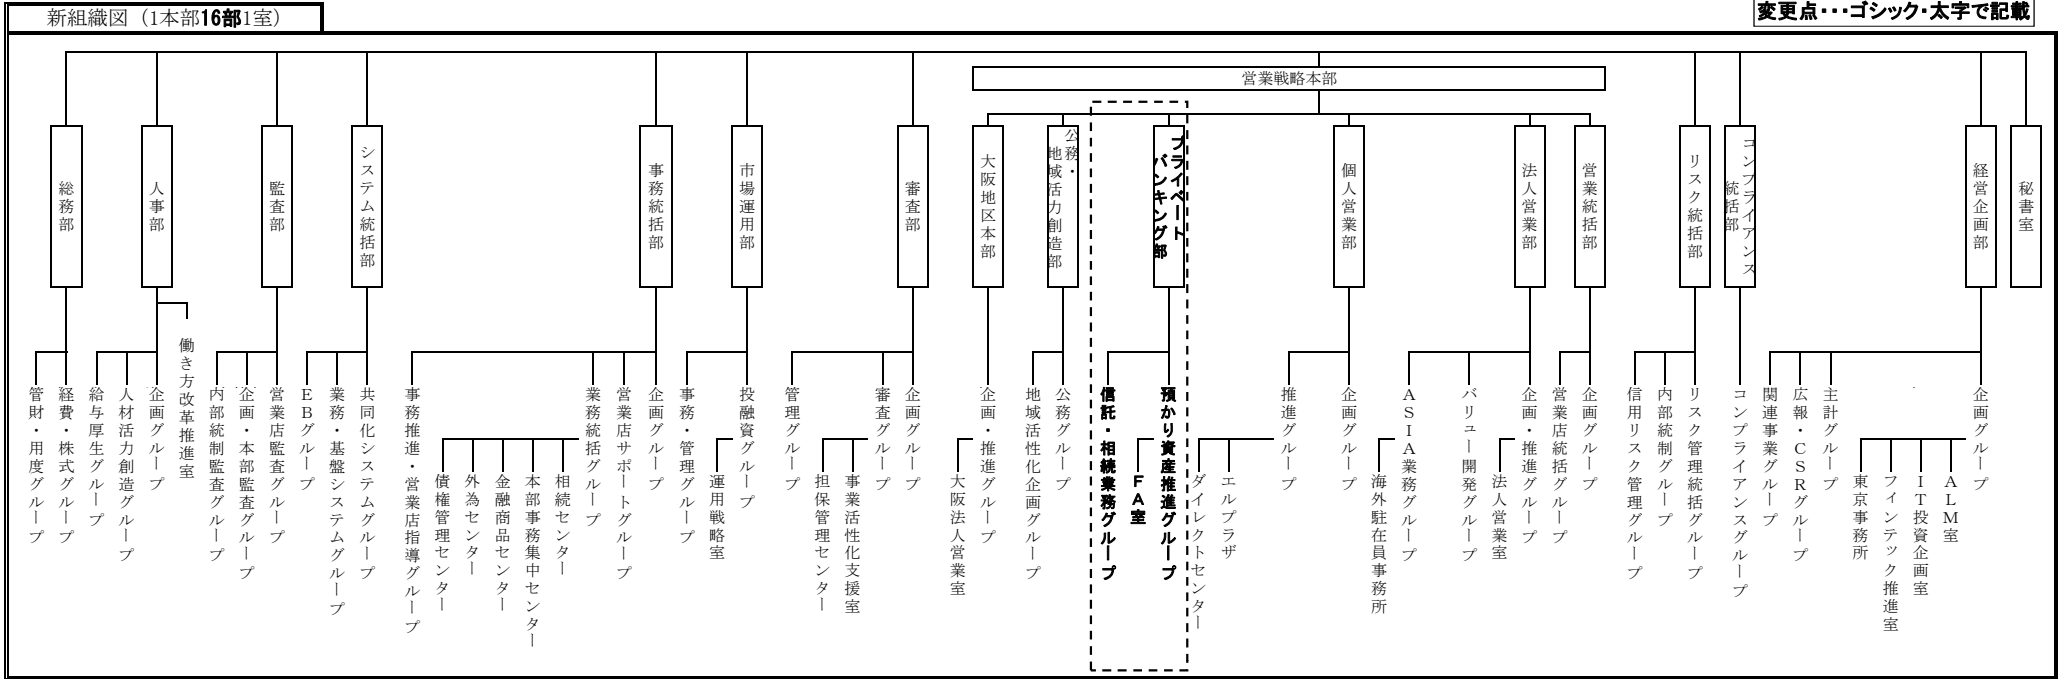 新組織図（1本部16部1室）
変更点・・・ゴシック・太字で記載
営業戦略本部
秘書室
経営企画部
コンプライアンス
統括部
リスク統括部
営業統括部
法人営業部
個人営業部
プライベート
バンキング部
公務・
地域活力創造部
大阪地区本部
審査部
市場運用部
事務統括部
システム統括部
監査部
人事部
総務部
企画グループ
ALM室
IT投資企画室
フィンテック推進室
東京事務所
主計グループ
広報・CSRグループ
関連事業グループ
コンプライアンスグループ
リスク管理統括グループ
内部統制グループ
信用リスク管理グループ
企画グループ
営業店統括グループ
企画・推進グループ
法人営業室
バリュー開発グループ
ASIA業務グループ
海外駐在員事務所
企画グループ
推進グループ
エルプラザ
ダイレクトセンター
預かり資産推進グループ
FA室
信託・相続業務グループ
公務グループ
地域活性化企画グループ
企画・推進グループ
大阪法人営業室
企画グループ
審査グループ
事業活性化支援室
担保管理センター
管理グループ
投融資グループ
運用戦略室
事務・管理グループ
企画グループ
営業店サポートグループ
業務統括グループ
相続センター
本部事務集中センター
金融商品センター
外為センター
債権管理センター
事務推進・営業店指導グループ
共同化システムグループ
業務・基盤システムグループ
EBグループ
営業店監査グループ
企画・本部監査グループ
内部統制監査グループ
働き方改革推進室
企画グループ
人材活力創造グループ
給与厚生グループ
経費・株式グループ
管財・用度グループ